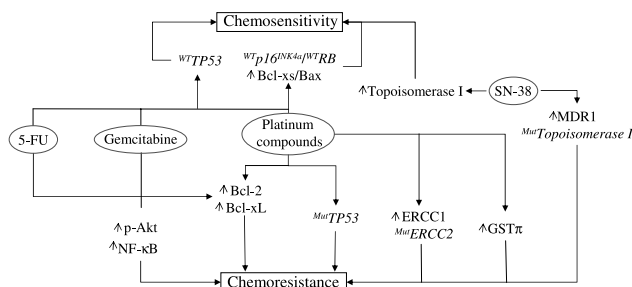 Chemosensitivity
WTTP53
WTp16INK4a/WTRB
↑Bcl-xs/Bax
↑Topoisomerase I
SN-38
↑MDR1
MutTopoisomerase I
5-FU
Gemcitabine
Platinum
compounds
↑Bcl-2
↑Bcl-xL
MutTP53
↑ERCC1
MutERCC2
↑GSTπ
↑p-Akt
↑NF-κB
Chemoresistance